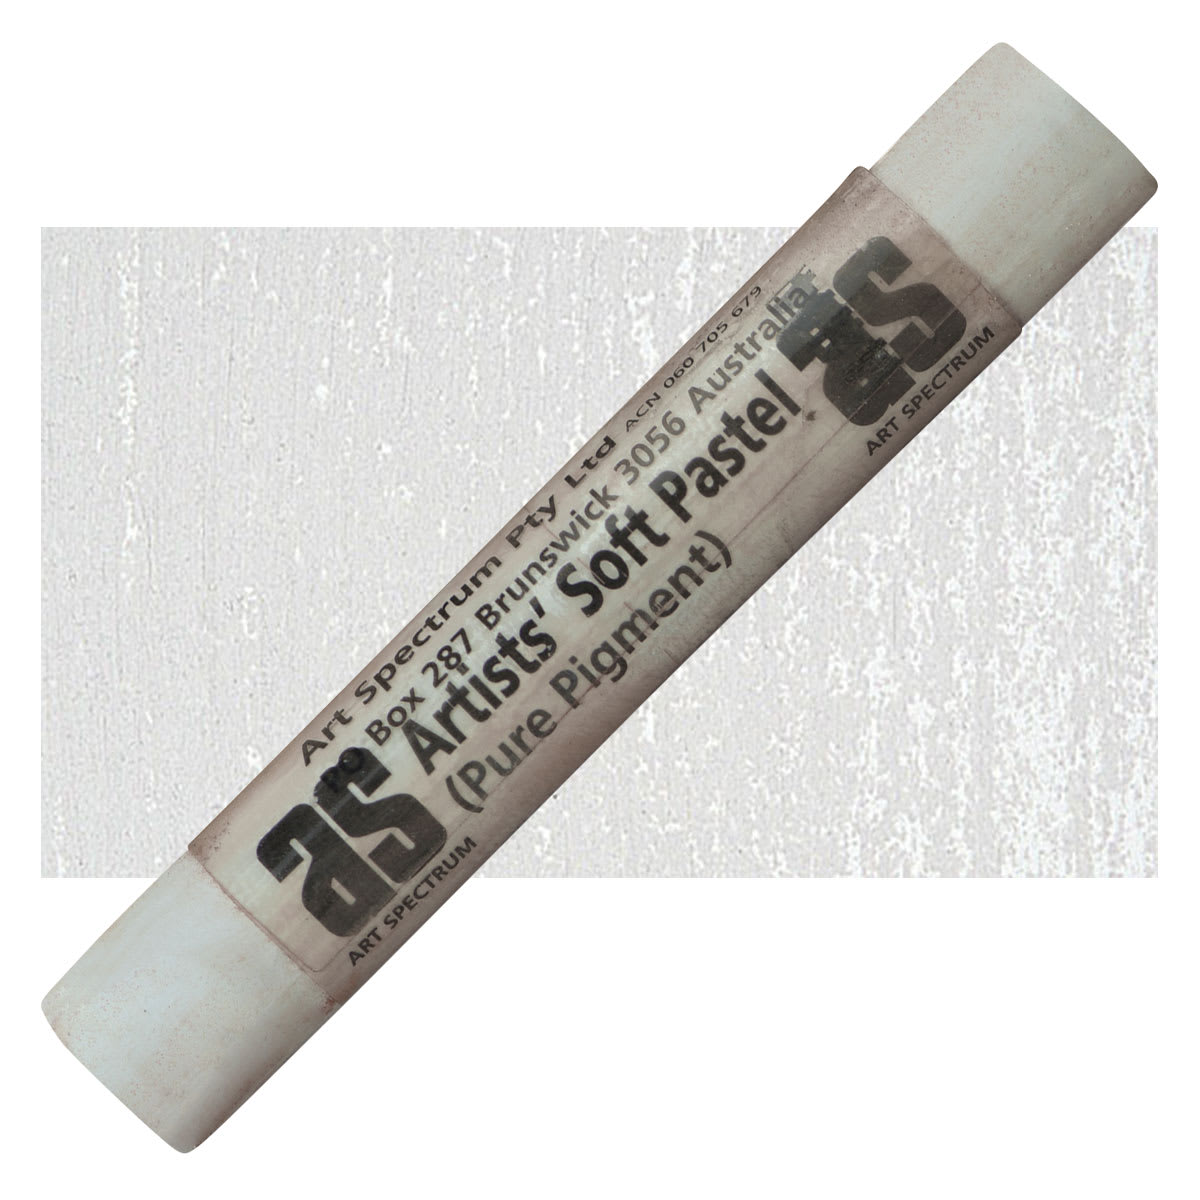 Art Spectrum Pty Ltd ACN 060 705 679
PO Box 287 Brunswick 3056 Australia
Artists' Soft Pastel
(Pure Pigment)
as
ART SPECTRUM
as
ART SPECTRUM